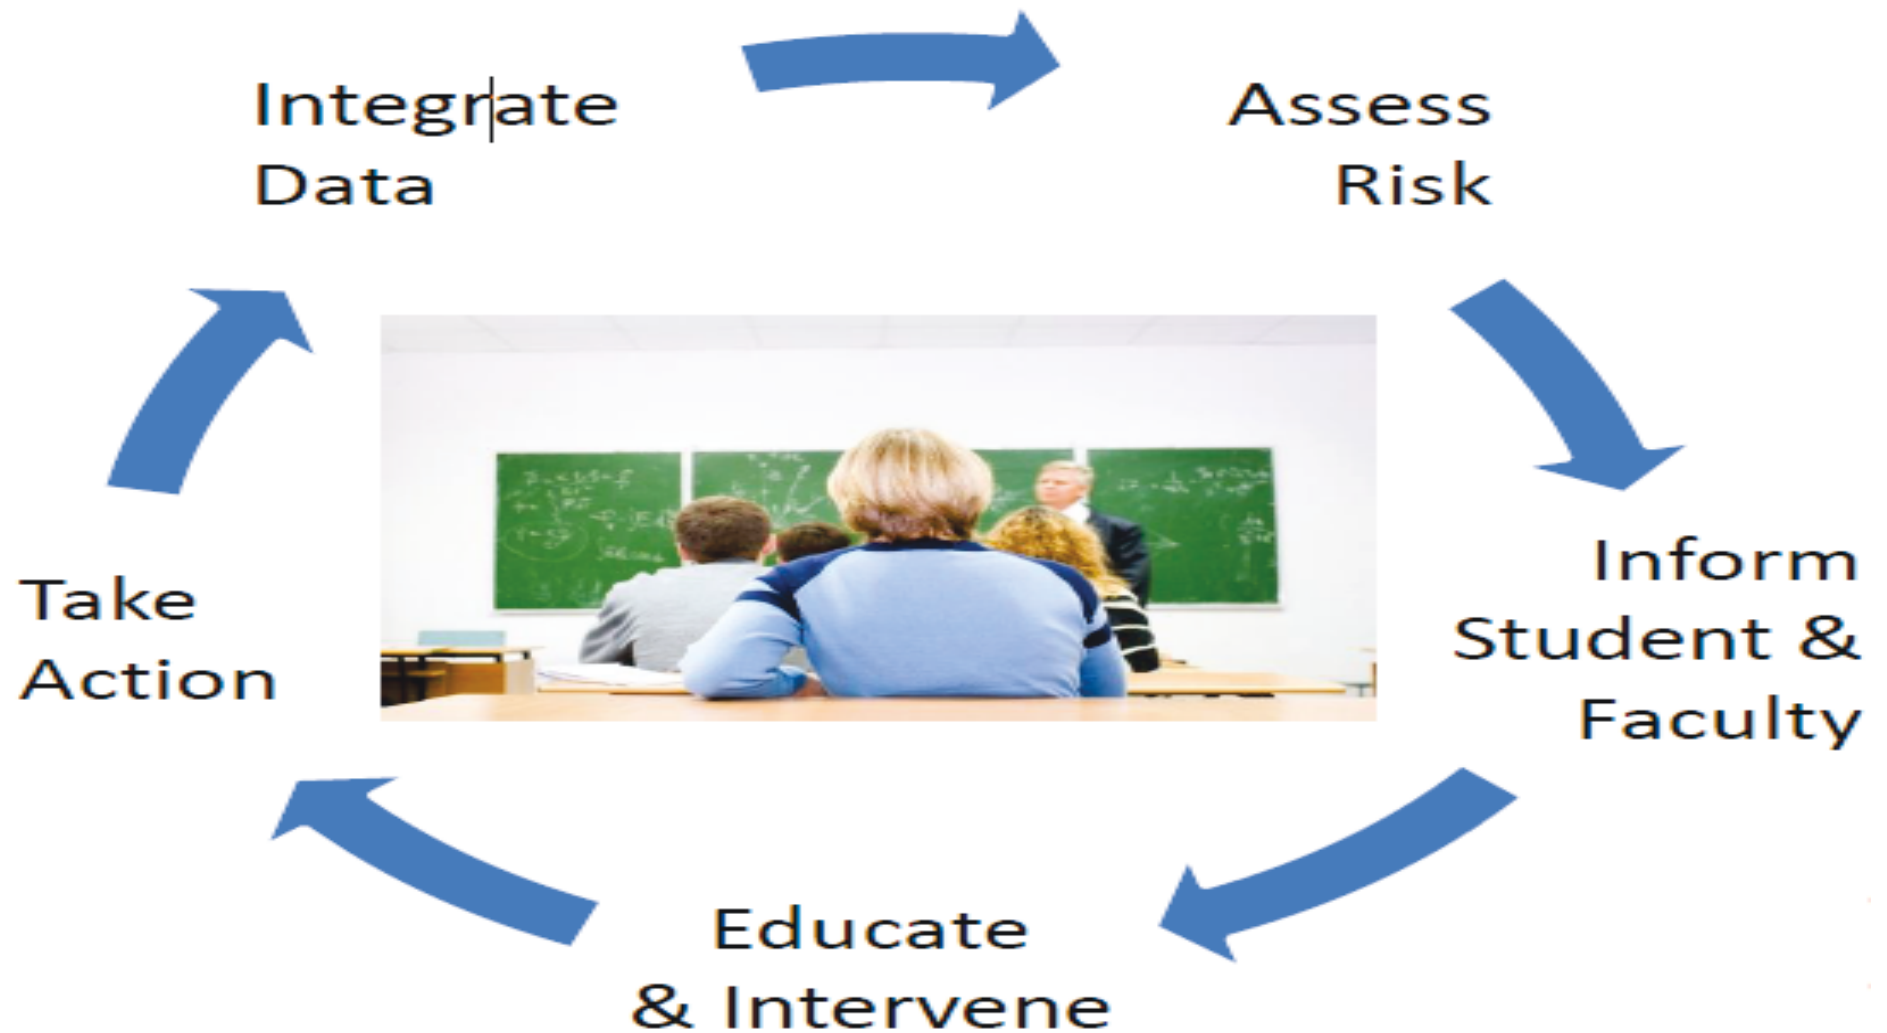 Integrate
Data
Assess
Risk
Inform
Student &
Faculty
Educate
& Intervene
Take
Action